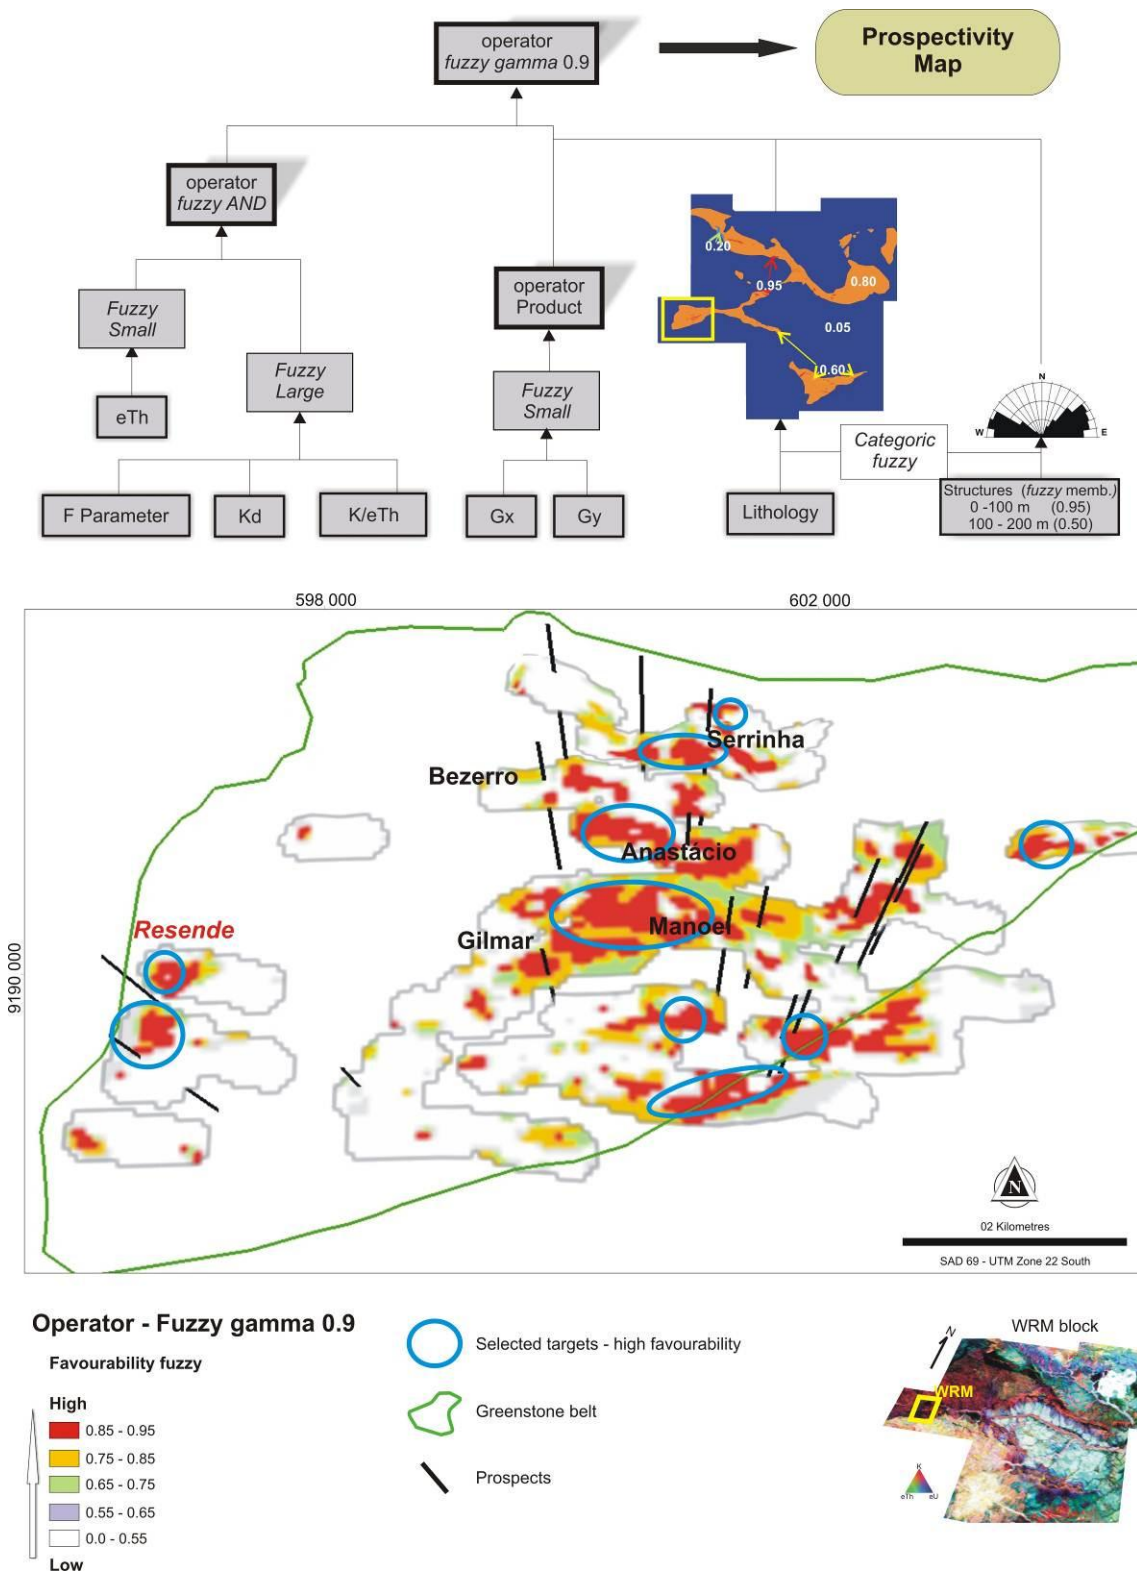 operator
fuzzy gamma 0.9
Prospectivity
Map
operator
fuzzy AND
operator
Product
Fuzzy
Small
Fuzzy
Large
Fuzzy
Small
eTh
F Parameter
Kd
K/eTh
Gx
Gy
0.20
0.95
0.80
0.05
0.60
N
W
E
Categoric
fuzzy
Lithology
Structures (fuzzy memb.)
0 -100 m (0.95)
100 - 200 m (0.50)
598 000
602 000
9190 000
Serrinha
Bezerro
Anastácio
Manoel
Gilmar
Resende
N
02 Kilometres
SAD 69 - UTM Zone 22 South
Operator - Fuzzy gamma 0.9
Favourability fuzzy
High
0.85 - 0.95
0.75 - 0.85
0.65 - 0.75
0.55 - 0.65
0.0 - 0.55
Low
Selected targets - high favourability
Greenstone belt
Prospects
WRM block
N
WRM
K
eTh
eU